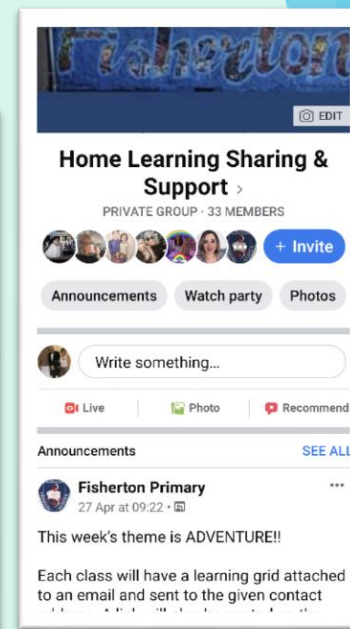 Fisherton
EDIT
Home Learning Sharing &
Support >
PRIVATE GROUP · 33 MEMBERS
+ Invite
Announcements Watch party Photos
Write something...
Live Photo Recommend
Announcements SEE ALL
Fisherton Primary
27 Apr at 09:22 •
This week's theme is ADVENTURE!!
Each class will have a learning grid attached
to an email and sent to the given contact